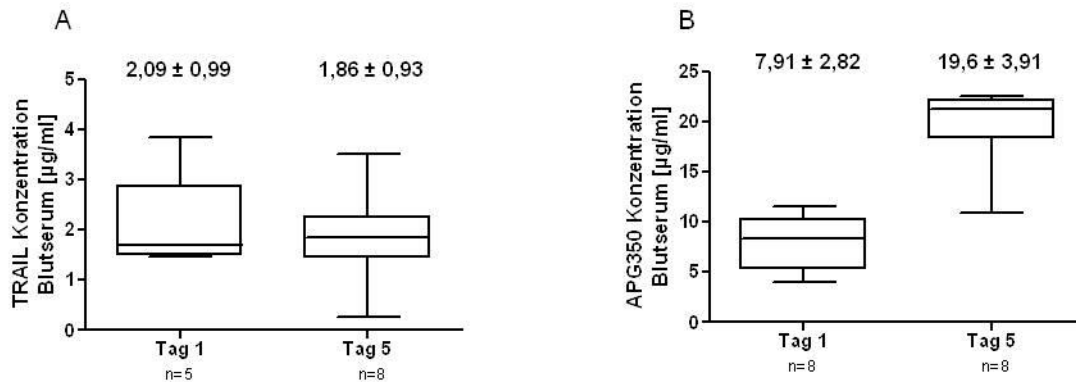 A
2,09 ± 0,99
1,86 ± 0,93
TRAIL Konzentration
Blutserum [µg/ml]
5
4
3
2
1
0
Tag 1
Tag 5
n=5
n=8
B
7,91 ± 2,82
19,6 ± 3,91
APG350 Konzentration
Blutserum [µg/ml]
25
20
15
10
5
0
Tag 1
Tag 5
n=8
n=8